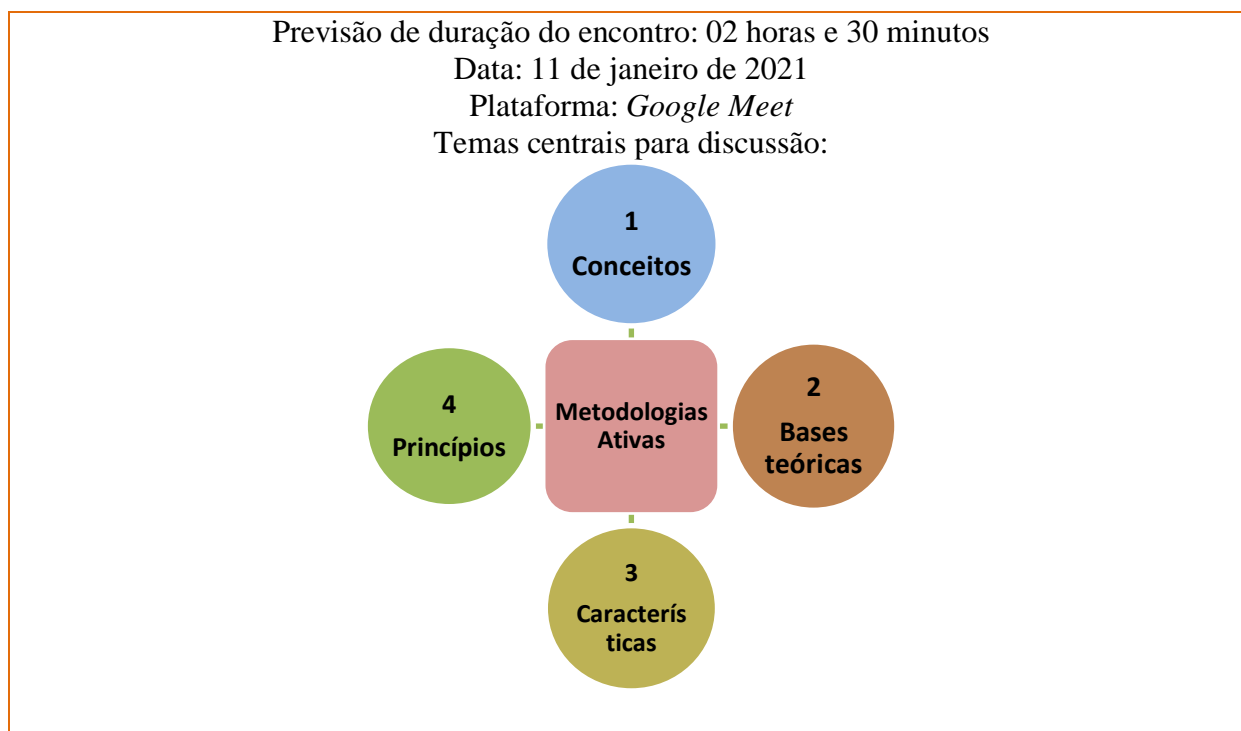 Previsão de duração do encontro: 02 horas e 30 minutos
Data: 11 de janeiro de 2021
Plataforma: Google Meet
Temas centrais para discussão:
1
Conceitos
4
Princípios
Metodologias
Ativas
2
Bases
teóricas
3
Caracterís
ticas